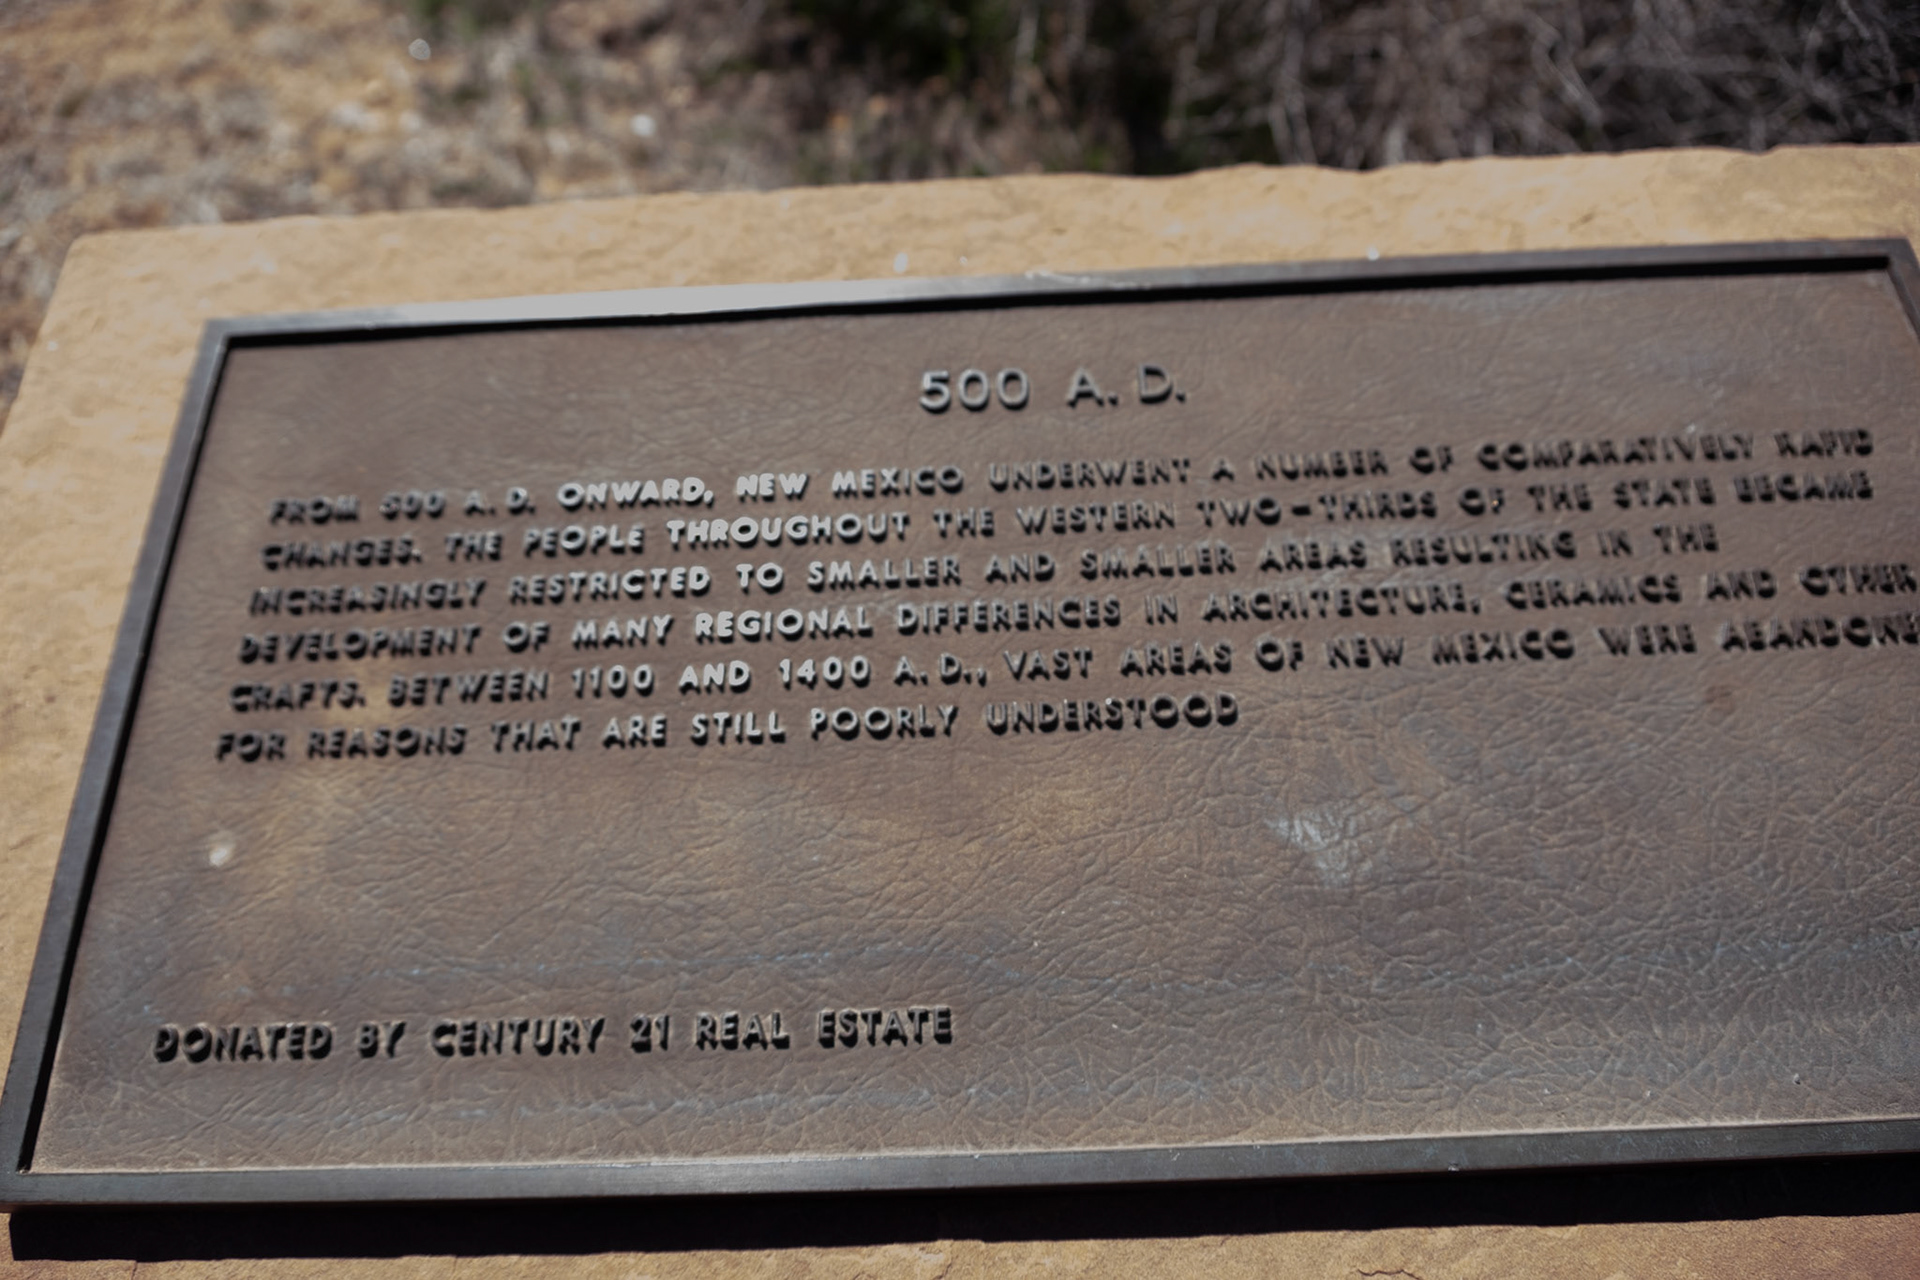 500 A. D.
FROM 500 A. D. ONWARD, NEW MEXICO UNDERWENT A NUMBER OF COMPARATIVELY RAPID
CHANGES. THE PEOPLE THROUGHOUT THE WESTERN TWO-THIRDS OF THE STATE BECAME
INCREASINGLY RESTRICTED TO SMALLER AND SMALLER AREAS RESULTING IN THE
DEVELOPMENT OF MANY REGIONAL DIFFERENCES IN ARCHITECTURE, CERAMICS AND OTHER
CRAFTS. BETWEEN 1100 AND 1400 A. D., VAST AREAS OF NEW MEXICO WERE ABANDONE
FOR REASONS THAT ARE STILL POORLY UNDERSTOOD
DONATED BY CENTURY 21 REAL ESTATE